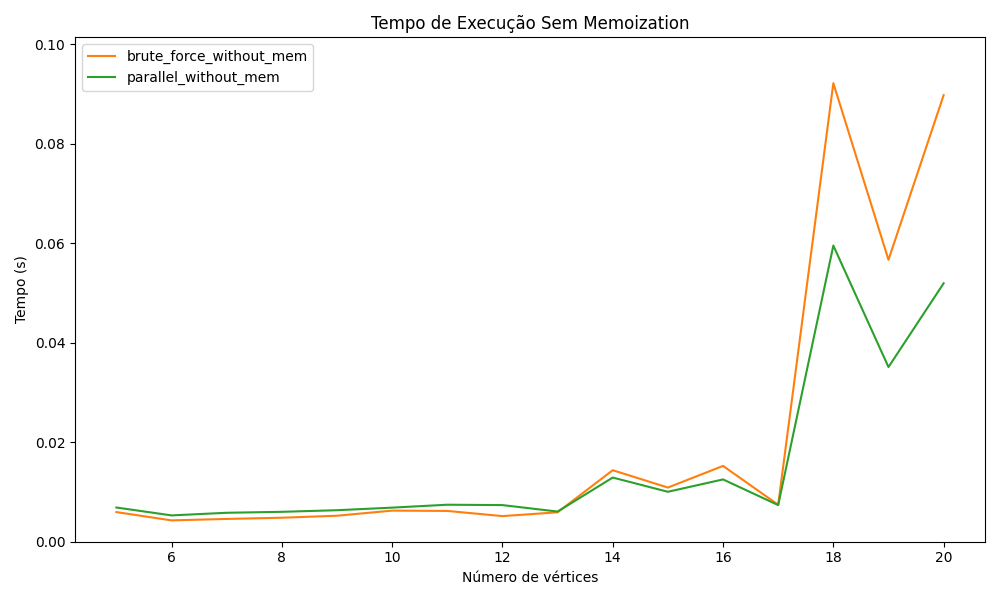 Tempo de Execução Sem Memoization
brute_force_without_mem
parallel_without_mem
0.10
0.08
0.06
0.04
0.02
0.00
Tempo (s)
6 8 10 12 14 16 18 20
Número de vértices